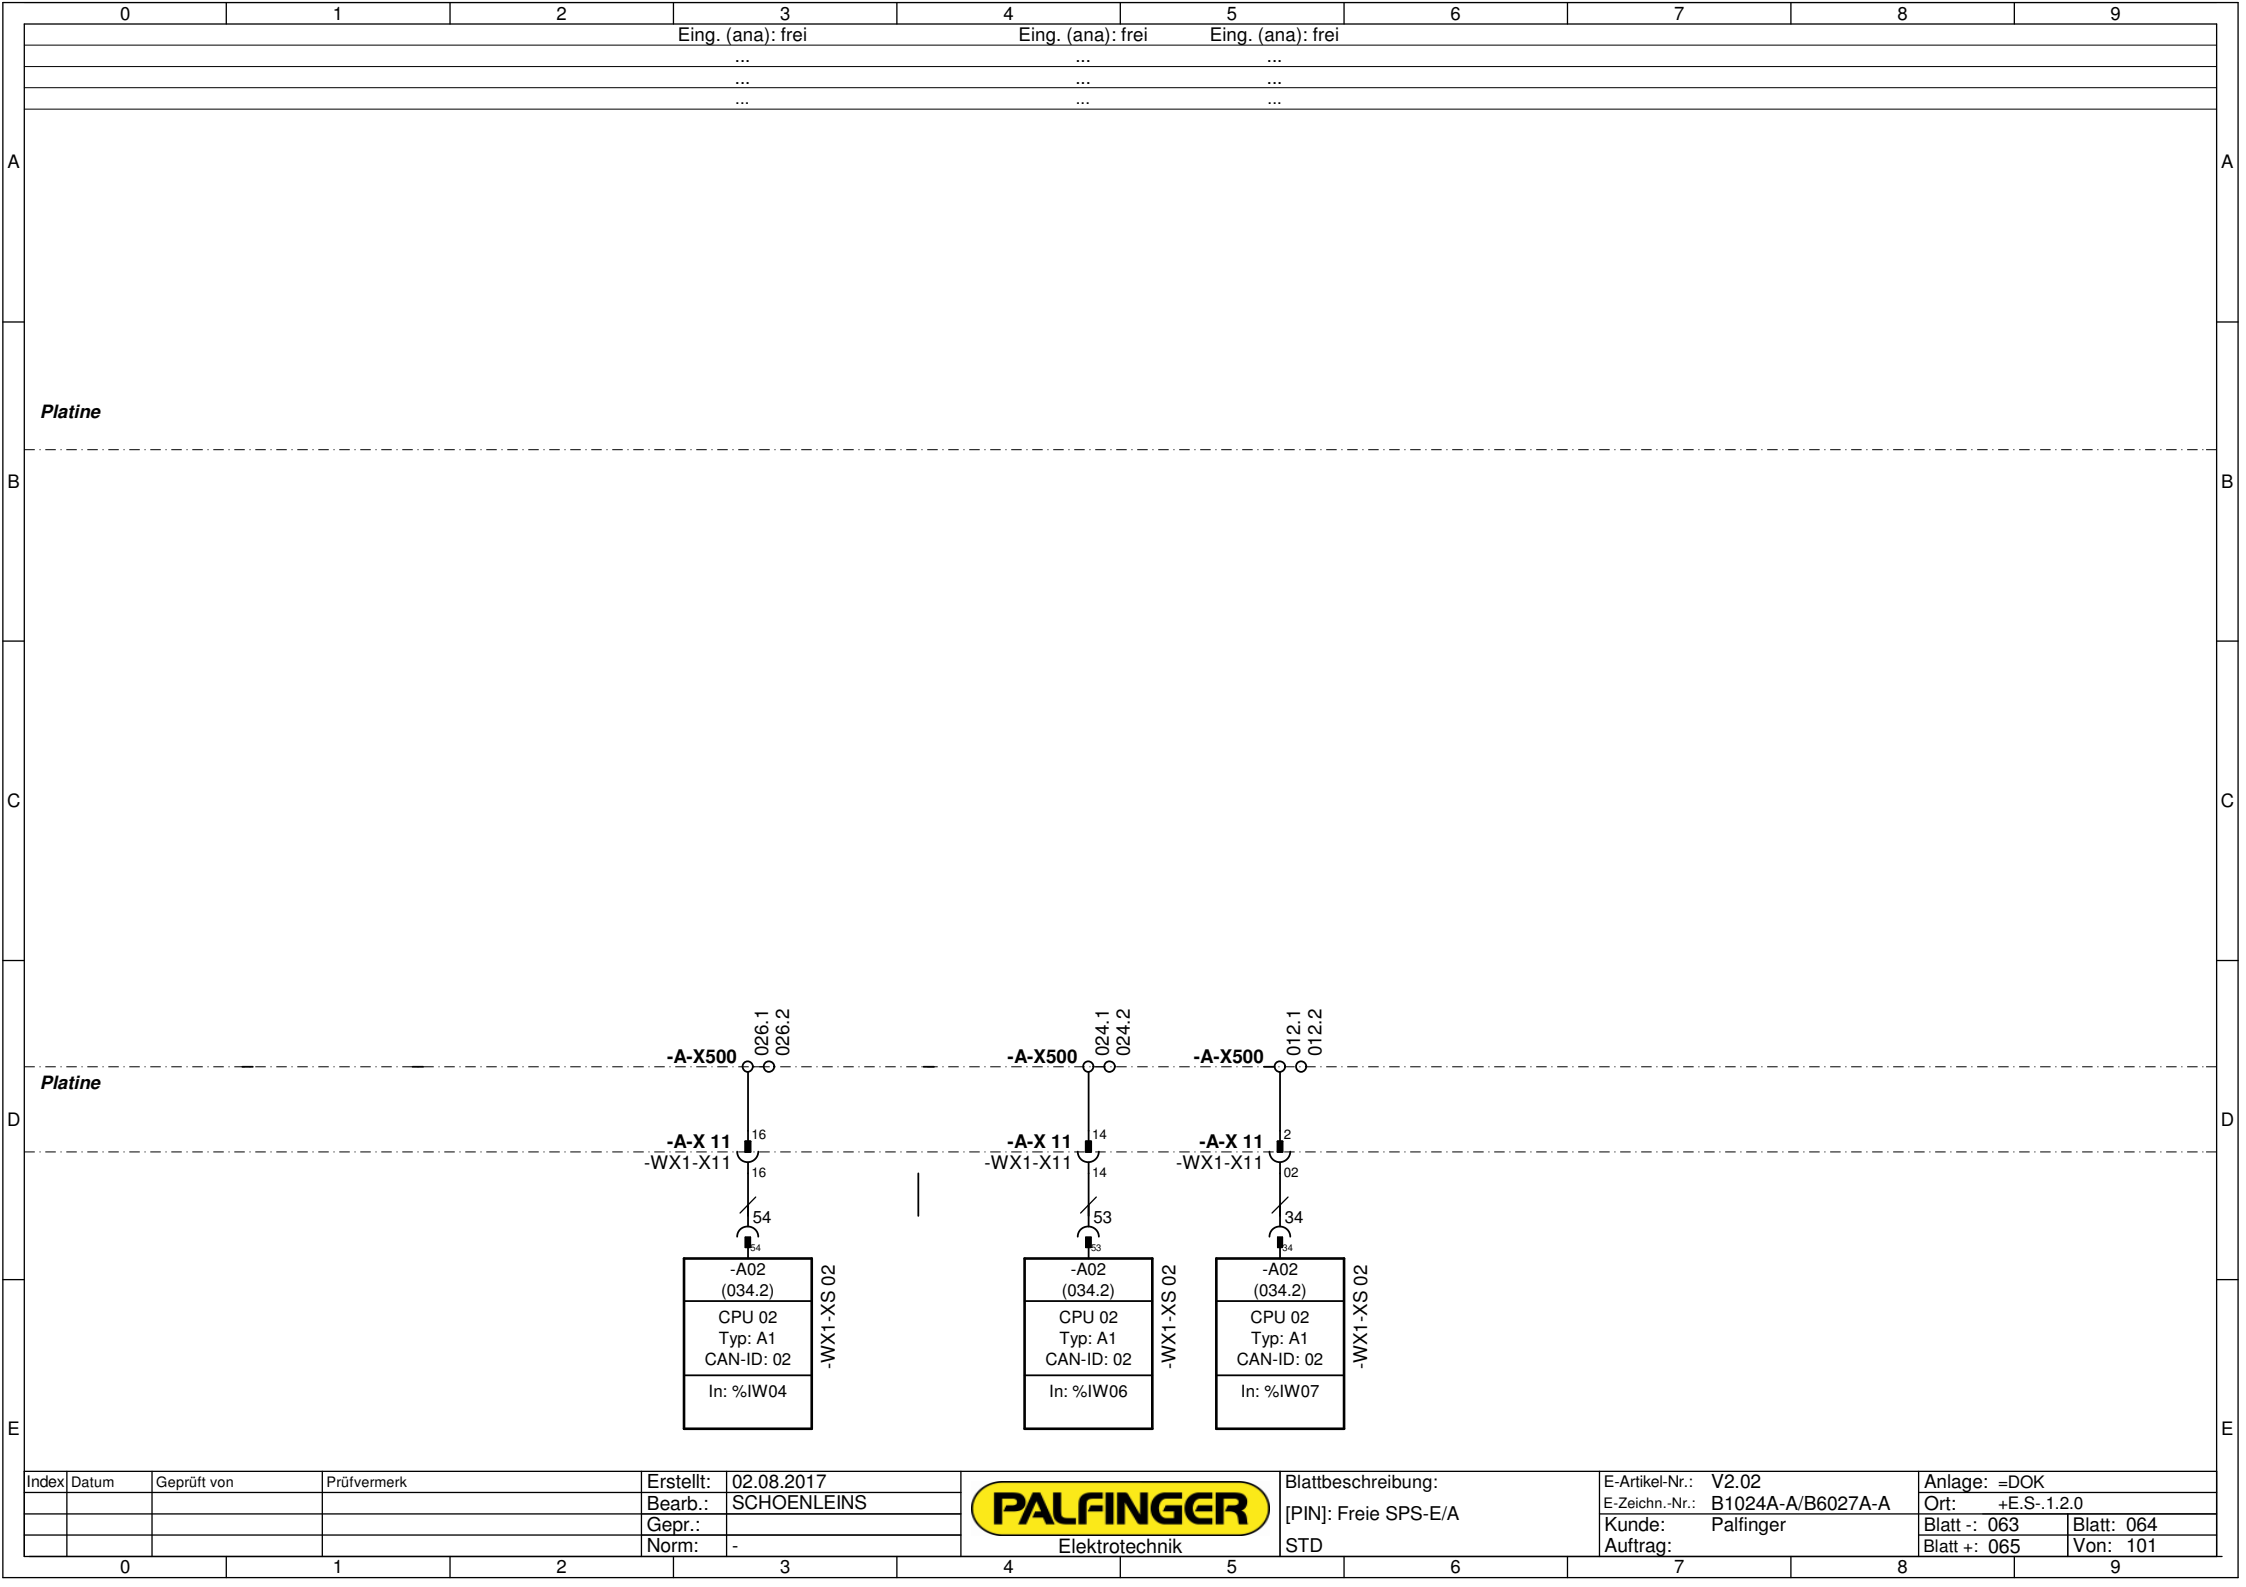 0 1 2 3 4 5 6 7 8 9
Eing. (ana): frei Eing. (ana): frei Eing. (ana): frei
... ... ...
... ... ...
... ... ...
A A
Platine
B B
C C
026.1 026.2 024.1 024.2 012.1 012.2
-A-X500 -A-X500 -A-X500
Platine
D D
-A-X 11 16 -A-X 11 14 -A-X 11 2
-WX1-X11 16 -WX1-X11 14 -WX1-X11 02
54 53 34
54 53 34
-A02 -A02 -A02
(034.2) (034.2) (034.2)
CPU 02 CPU 02 CPU 02
Typ: A1 Typ: A1 Typ: A1
CAN-ID: 02 CAN-ID: 02 CAN-ID: 02
In: %IW04 In: %IW06 In: %IW07
-WX1-XS 02 -WX1-XS 02 -WX1-XS 02
E E
Index Datum Geprüft von Prüfvermerk
Erstellt: 02.08.2017
Bearb.: SCHOENLEINS
Gepr.:
Norm: -
PALFINGER
Elektrotechnik
Blattbeschreibung:
[PIN]: Freie SPS-E/A
STD
E-Artikel-Nr.: V2.02
E-Zeichn.-Nr.: B1024A-A/B6027A-A
Kunde: Palfinger
Auftrag:
Anlage: =DOK
Ort: +E.S-.1.2.0
Blatt -: 063 Blatt: 064
Blatt +: 065 Von: 101
0 1 2 3 4 5 6 7 8 9